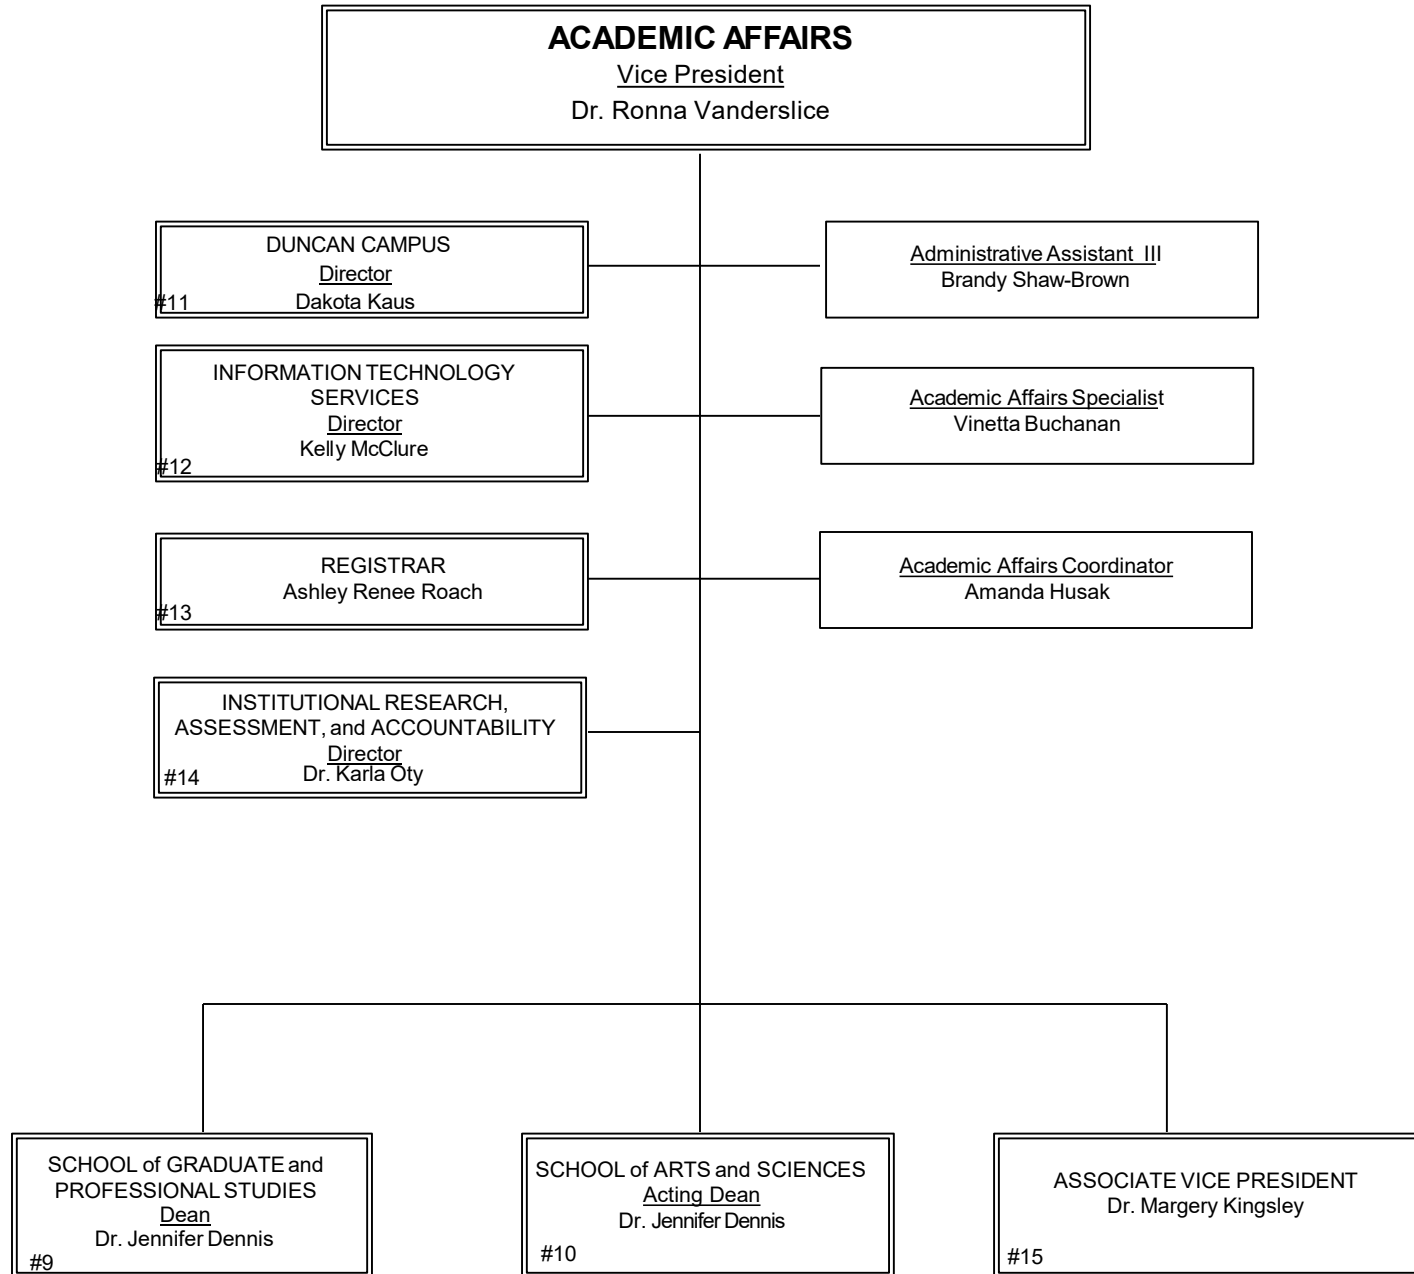 ACADEMIC AFFAIRS
Vice President
Dr. Ronna Vanderslice
DUNCAN CAMPUS
Director
Dakota Kaus
#11
Administrative Assistant III
Brandy Shaw-Brown
INFORMATION TECHNOLOGY
SERVICES
Director
Kelly McClure
#12
Academic Affairs Specialist
Vinetta Buchanan
REGISTRAR
Ashley Renee Roach
#13
Academic Affairs Coordinator
Amanda Husak
INSTITUTIONAL RESEARCH,
ASSESSMENT, and ACCOUNTABILITY
Director
Dr. Karla Oty
#14
SCHOOL of GRADUATE and
PROFESSIONAL STUDIES
Dean
Dr. Jennifer Dennis
#9
SCHOOL of ARTS and SCIENCES
Acting Dean
Dr. Jennifer Dennis
#10
ASSOCIATE VICE PRESIDENT
Dr. Margery Kingsley
#15